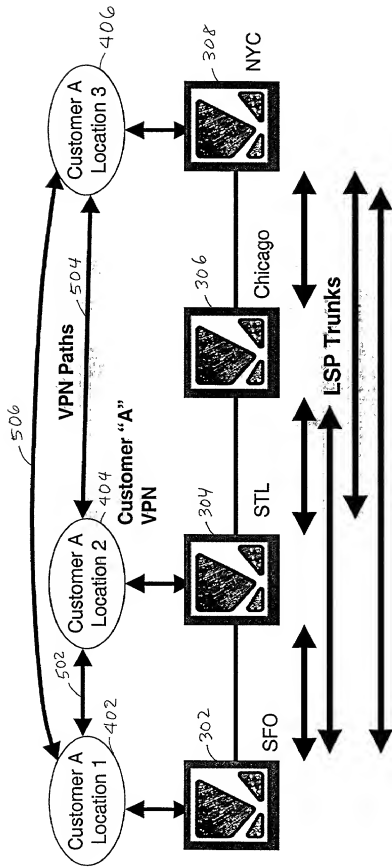 506
Customer A
Location 1
402
502
Customer A
Location 2
404
VPN Paths
504
Customer A
Location 3
406
Customer “A”
VPN
302
SFO
304
STL
306
Chicago
308
NYC
LSP Trunks